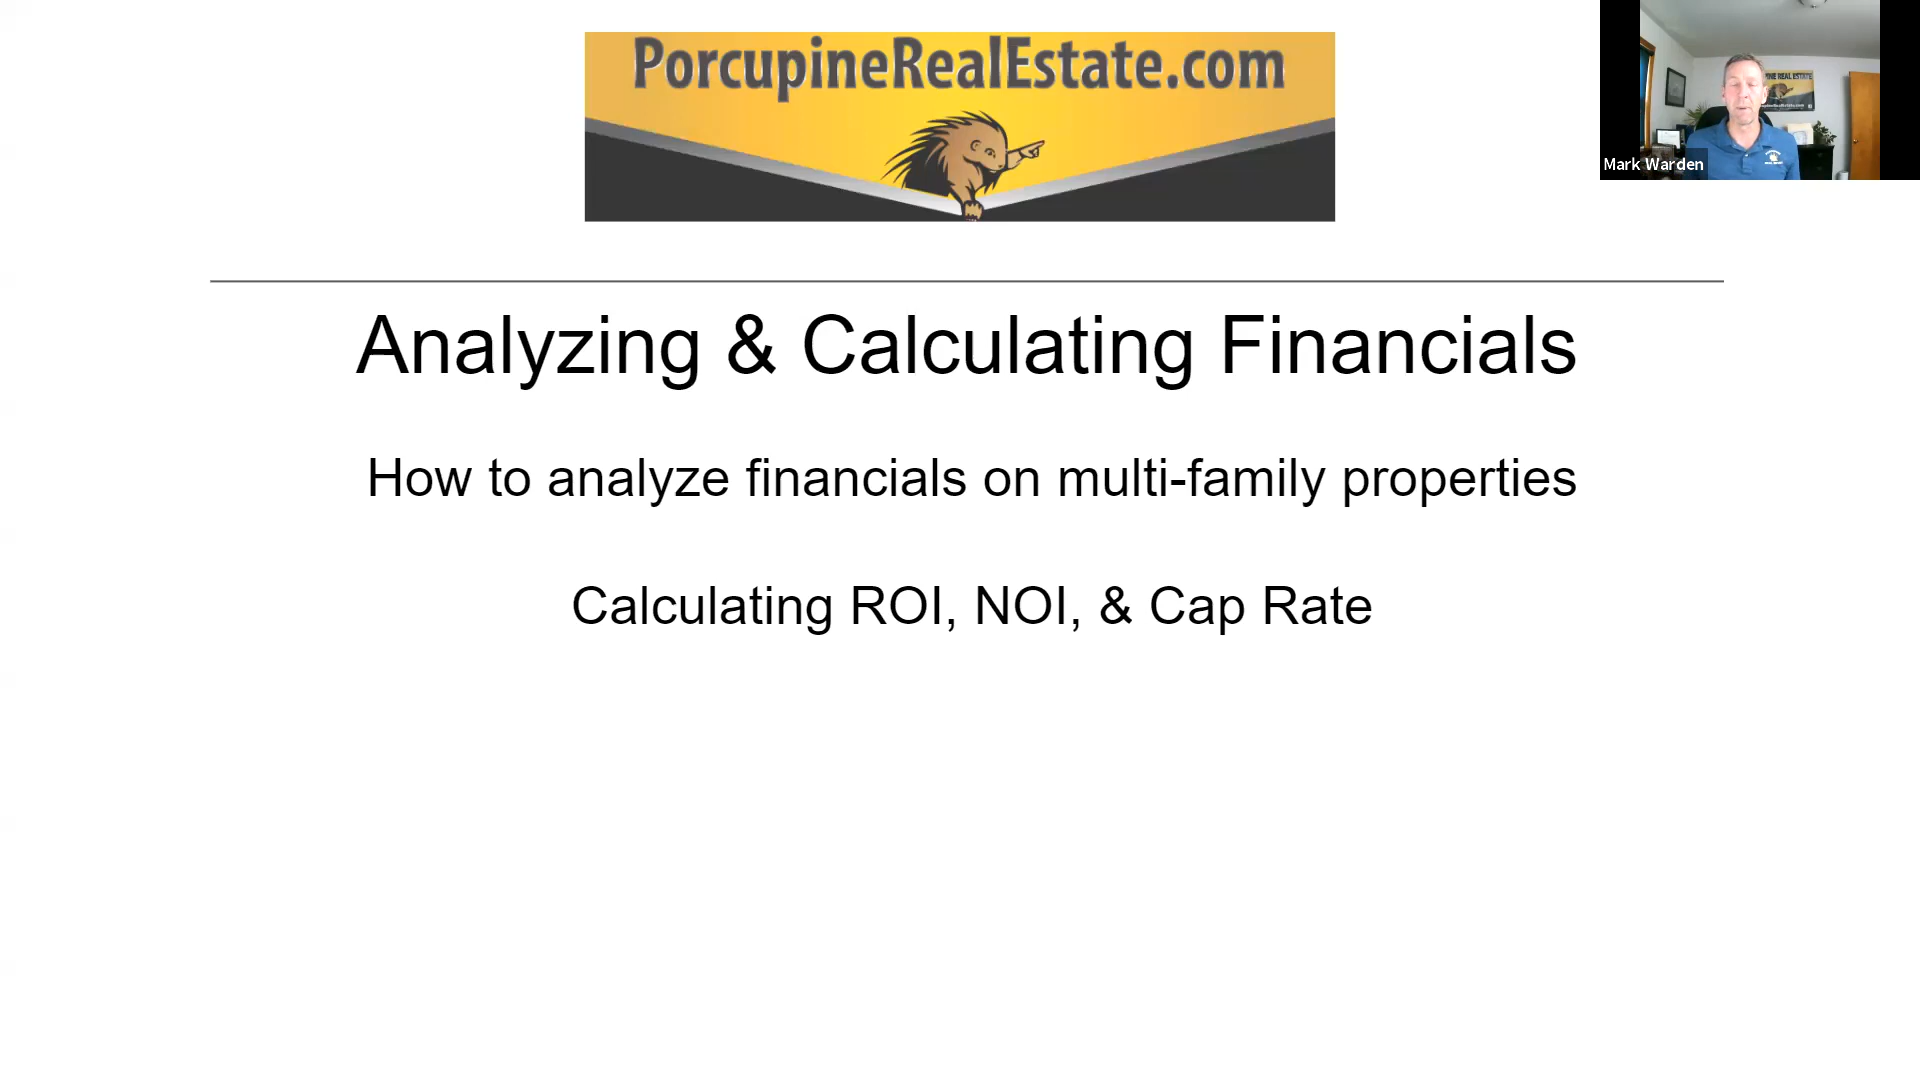 PorcupineRealEstate.com
Mark Warden
Analyzing & Calculating Financials
How to analyze financials on multi-family properties
Calculating ROI, NOI, & Cap Rate